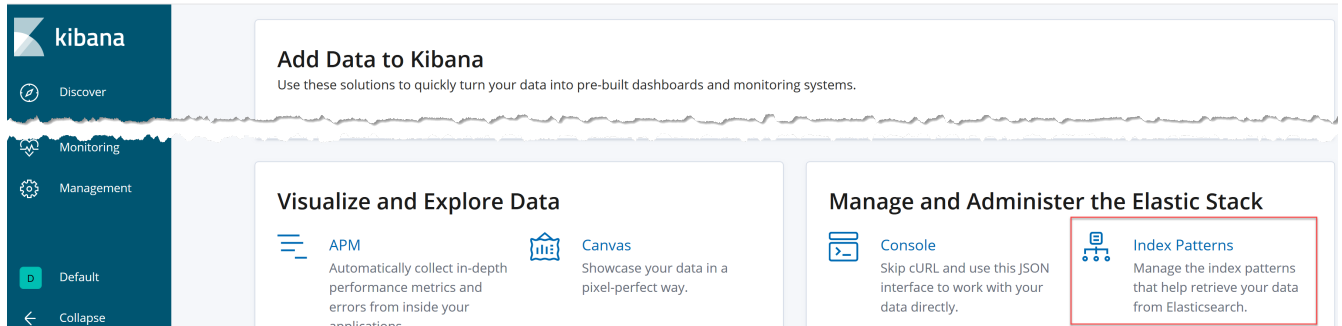 kibana
Discover
Monitoring
Management
D Default
Collapse
Add Data to Kibana
Use these solutions to quickly turn your data into pre-built dashboards and monitoring systems.
Visualize and Explore Data
APM
Automatically collect in-depth
performance metrics and
errors from inside your
applications.
Canvas
Showcase your data in a
pixel-perfect way.
Manage and Administer the Elastic Stack
Console
Skip cURL and use this JSON
interface to work with your
data directly.
Index Patterns
Manage the index patterns
that help retrieve your data
from Elasticsearch.